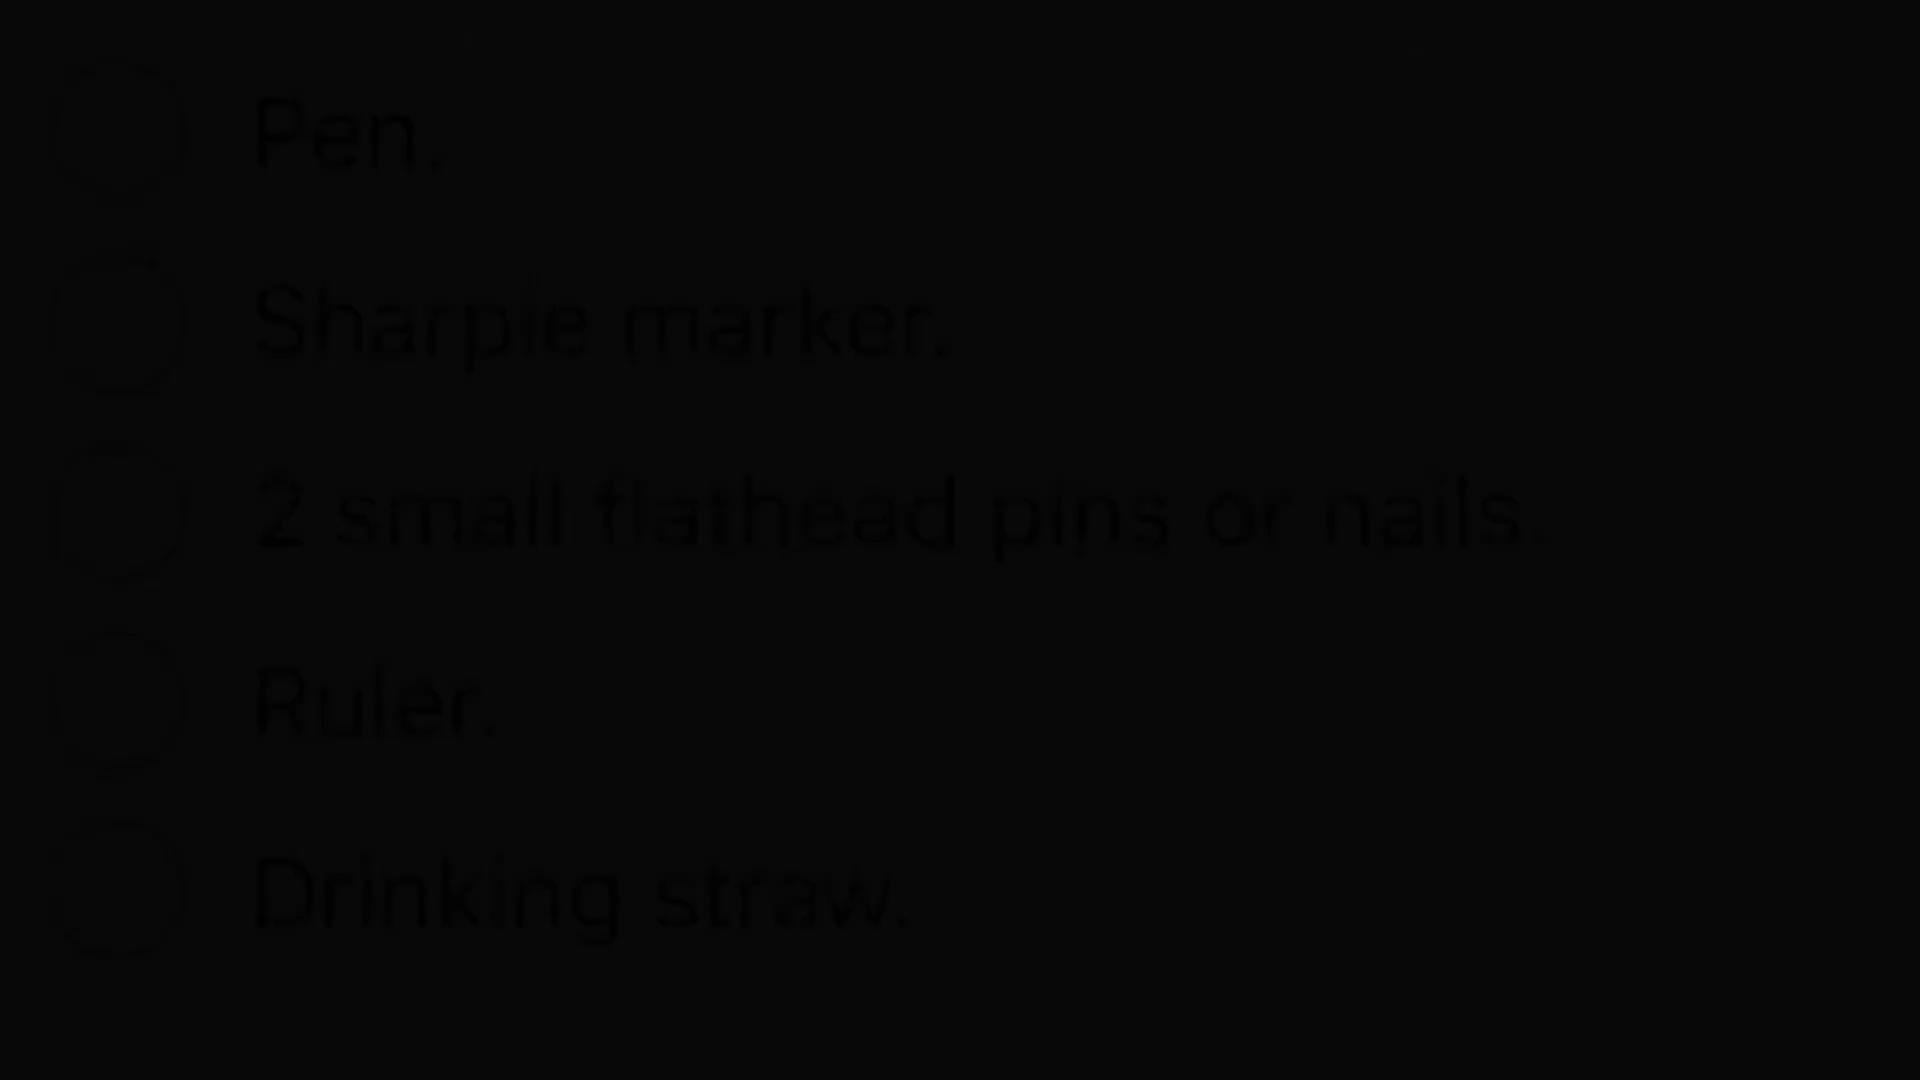 Pen.
Sharpie marker.
2 small flathead pins or nails.
Ruler.
Drinking straw.